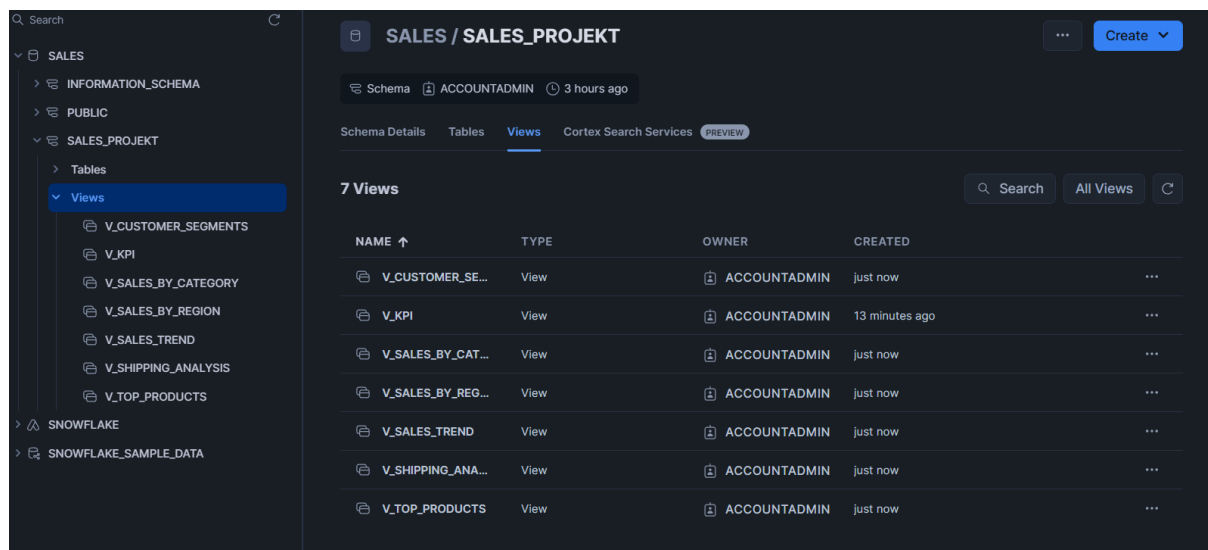 Search
SALES
INFORMATION_SCHEMA
PUBLIC
SALES_PROJEKT
Tables
Views
V_CUSTOMER_SEGMENTS
V_KPI
V_SALES_BY_CATEGORY
V_SALES_BY_REGION
V_SALES_TREND
V_SHIPPING_ANALYSIS
V_TOP_PRODUCTS
SNOWFLAKE
SNOWFLAKE_SAMPLE_DATA
SALES / SALES_PROJEKT
... Create
Schema ACCOUNTADMIN 3 hours ago
Schema Details Tables Views Cortex Search Services PREVIEW
7 Views Search All Views
NAME ↑ TYPE OWNER CREATED
V_CUSTOMER_SE... View ACCOUNTADMIN just now ...
V_KPI View ACCOUNTADMIN 13 minutes ago ...
V_SALES_BY_CAT... View ACCOUNTADMIN just now ...
V_SALES_BY_REG... View ACCOUNTADMIN just now ...
V_SALES_TREND View ACCOUNTADMIN just now ...
V_SHIPPING_ANA... View ACCOUNTADMIN just now ...
V_TOP_PRODUCTS View ACCOUNTADMIN just now ...